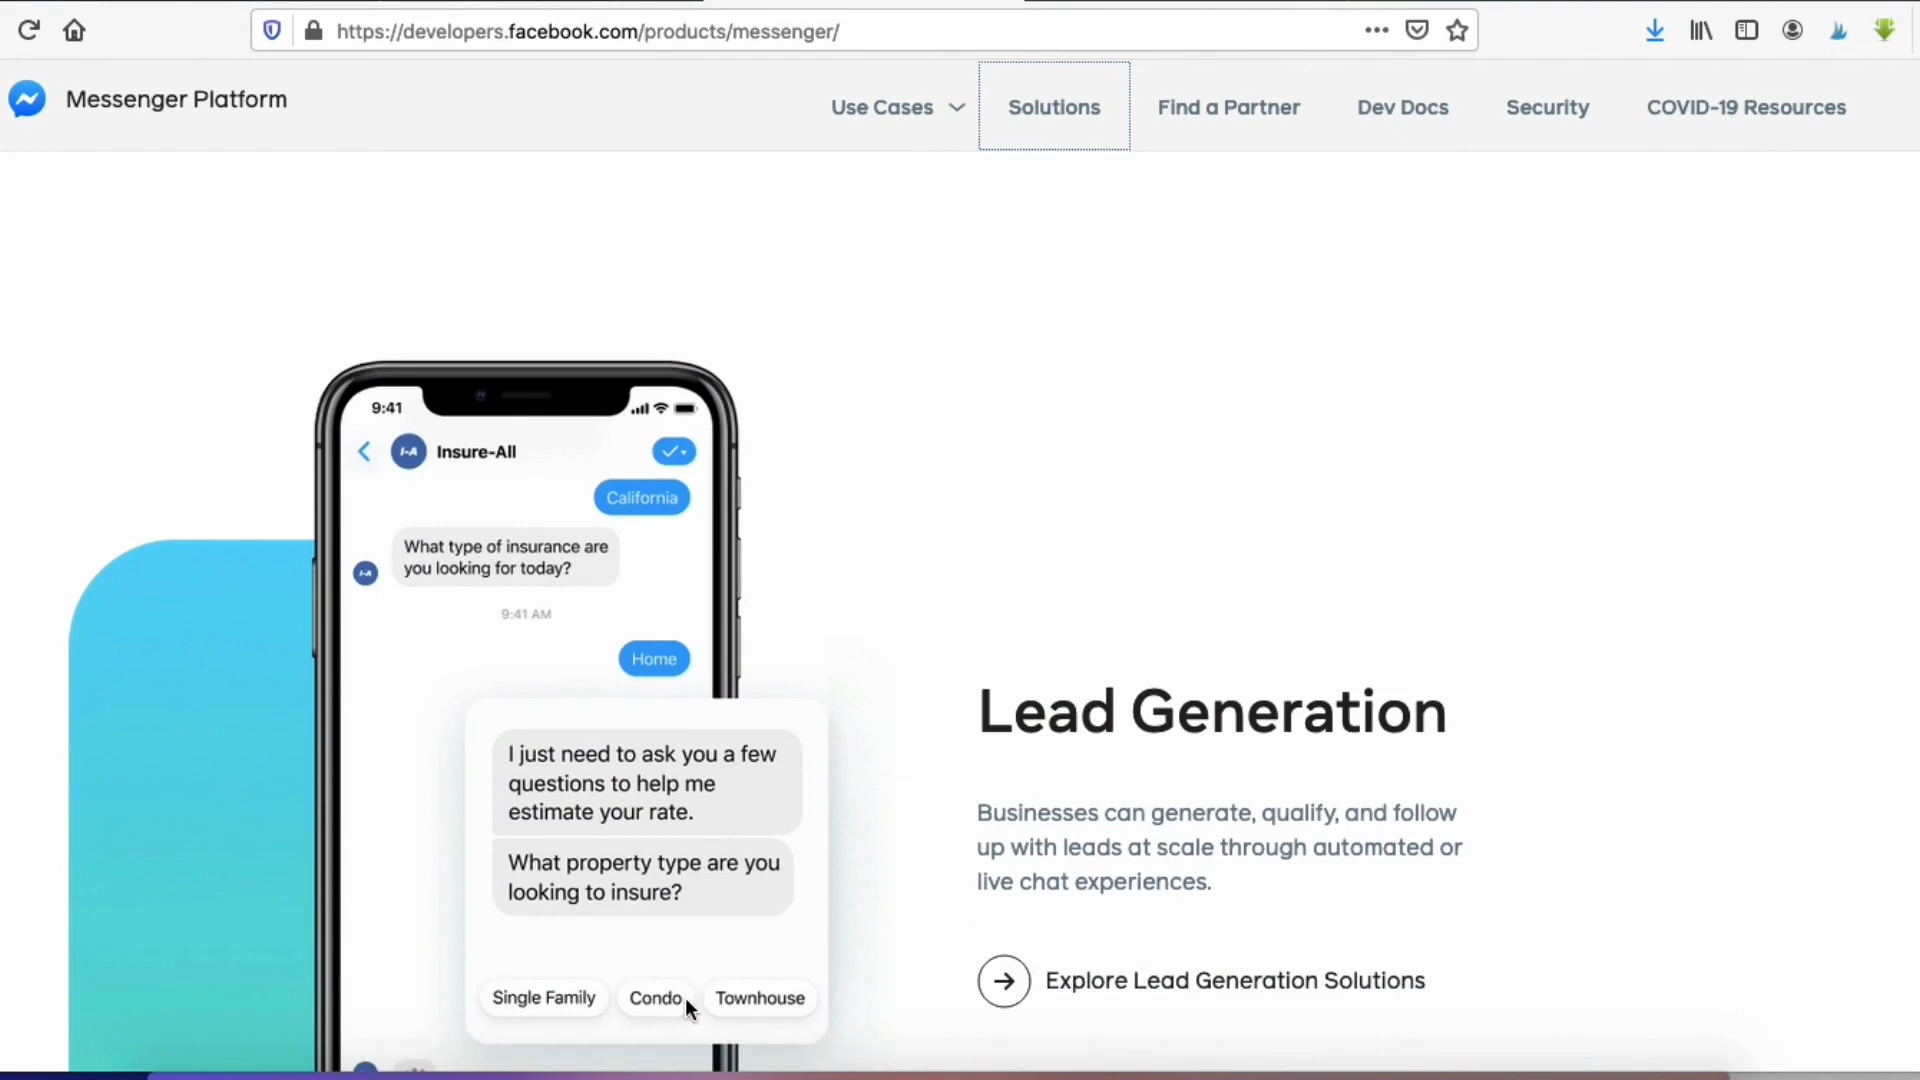 https://developers.facebook.com/products/messenger/
Messenger Platform
Use Cases
Solutions
Find a Partner
Dev Docs
Security
COVID-19 Resources
9:41
I-A
Insure-All
California
What type of insurance are
you looking for today?
I-A
9:41 AM
Home
I just need to ask you a few
questions to help me
estimate your rate.
What property type are you
looking to insure?
Single Family
Condo
Townhouse
Lead Generation
Businesses can generate, qualify, and follow
up with leads at scale through automated or
live chat experiences.
Explore Lead Generation Solutions